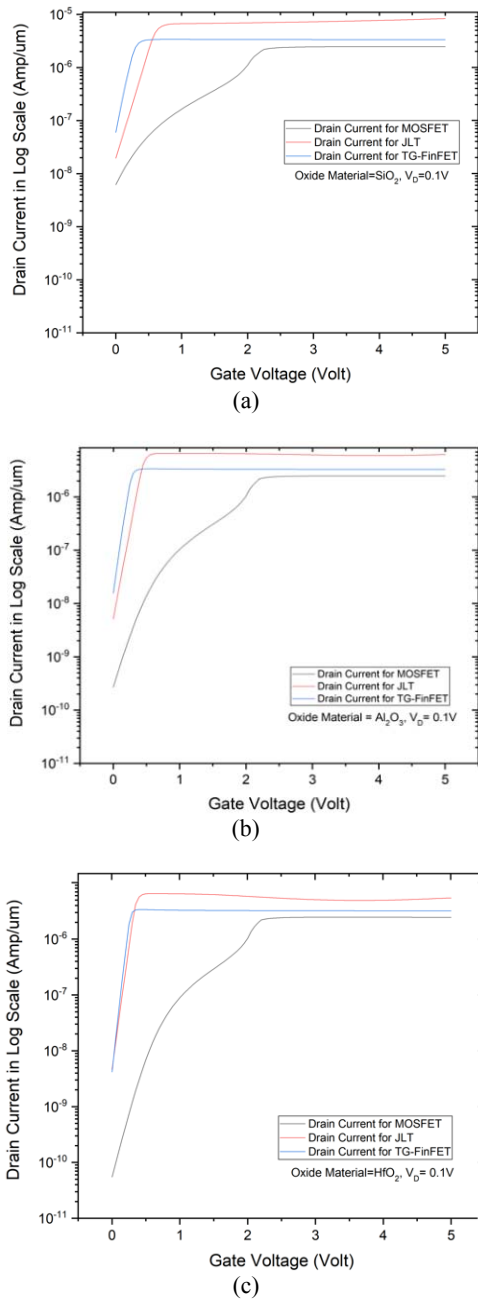 10⁻⁵
10⁻⁶
10⁻⁷
10⁻⁸
10⁻⁹
10⁻¹⁰
10⁻¹¹
Drain Current in Log Scale (Amp/um)
Drain Current for MOSFET
Drain Current for JLT
Drain Current for TG-FinFET
Oxide Material=SiO₂, V_D=0.1V
0 1 2 3 4 5
Gate Voltage (Volt)
(a)
10⁻⁶
10⁻⁷
10⁻⁸
10⁻⁹
10⁻¹⁰
10⁻¹¹
Drain Current in Log Scale (Amp/um)
Drain Current for MOSFET
Drain Current for JLT
Drain Current for TG-FinFET
Oxide Material = Al₂O₃, V_D= 0.1V
0 1 2 3 4 5
Gate Voltage (Volt)
(b)
10⁻⁶
10⁻⁷
10⁻⁸
10⁻⁹
10⁻¹⁰
10⁻¹¹
Drain Current in Log Scale (Amp/um)
Drain Current for MOSFET
Drain Current for JLT
Drain Current for TG-FinFET
Oxide Material=HfO₂, V_D= 0.1V
0 1 2 3 4 5
Gate Voltage (Volt)
(c)